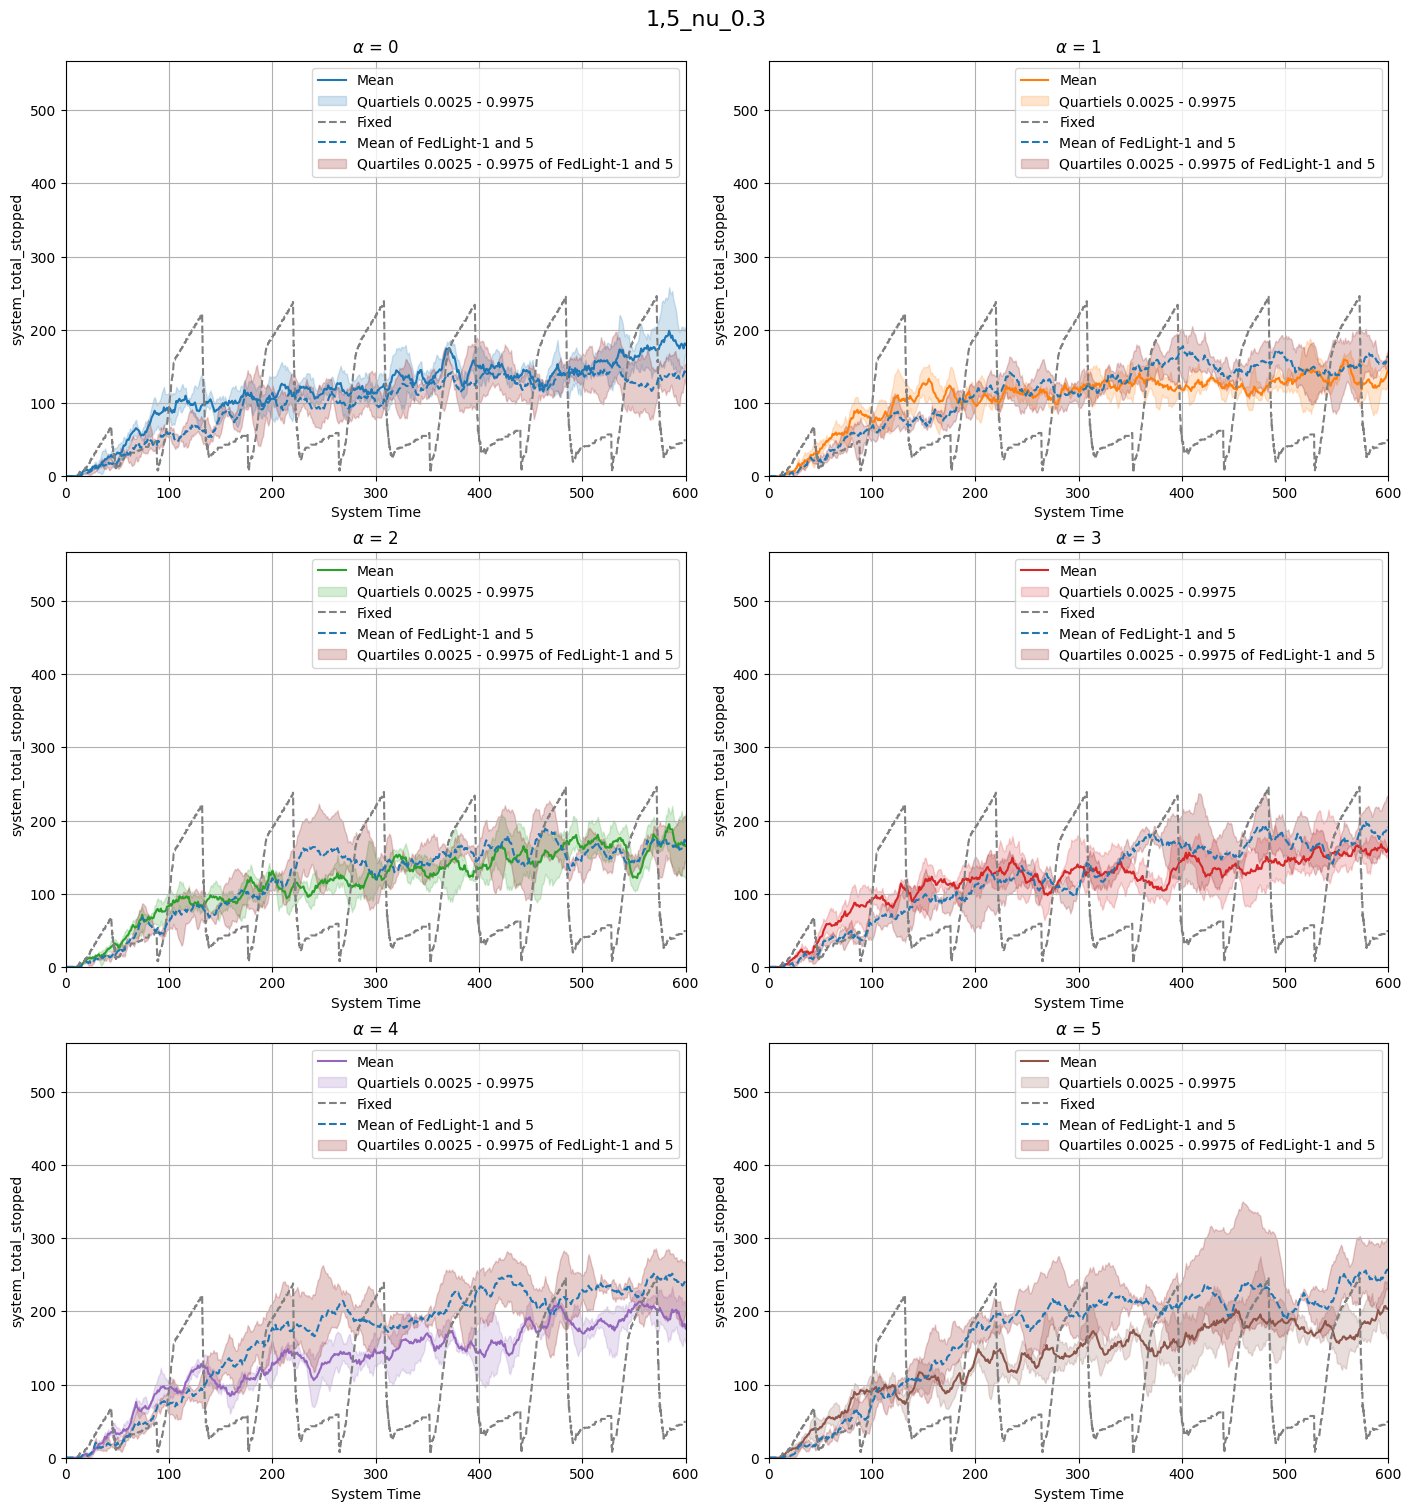 1,5_nu_0.3
α = 0
500
400
300
200
100
0
system_total_stopped
Mean
Quartiels 0.0025 - 0.9975
Fixed
Mean of FedLight-1 and 5
Quartiles 0.0025 - 0.9975 of FedLight-1 and 5
0 100 200 300 400 500 600
System Time
α = 1
500
400
300
200
100
0
system_total_stopped
Mean
Quartiels 0.0025 - 0.9975
Fixed
Mean of FedLight-1 and 5
Quartiles 0.0025 - 0.9975 of FedLight-1 and 5
0 100 200 300 400 500 600
System Time
α = 2
500
400
300
200
100
0
system_total_stopped
Mean
Quartiels 0.0025 - 0.9975
Fixed
Mean of FedLight-1 and 5
Quartiles 0.0025 - 0.9975 of FedLight-1 and 5
0 100 200 300 400 500 600
System Time
α = 3
500
400
300
200
100
0
system_total_stopped
Mean
Quartiels 0.0025 - 0.9975
Fixed
Mean of FedLight-1 and 5
Quartiles 0.0025 - 0.9975 of FedLight-1 and 5
0 100 200 300 400 500 600
System Time
α = 4
500
400
300
200
100
0
system_total_stopped
Mean
Quartiels 0.0025 - 0.9975
Fixed
Mean of FedLight-1 and 5
Quartiles 0.0025 - 0.9975 of FedLight-1 and 5
0 100 200 300 400 500 600
System Time
α = 5
500
400
300
200
100
0
system_total_stopped
Mean
Quartiels 0.0025 - 0.9975
Fixed
Mean of FedLight-1 and 5
Quartiles 0.0025 - 0.9975 of FedLight-1 and 5
0 100 200 300 400 500 600
System Time